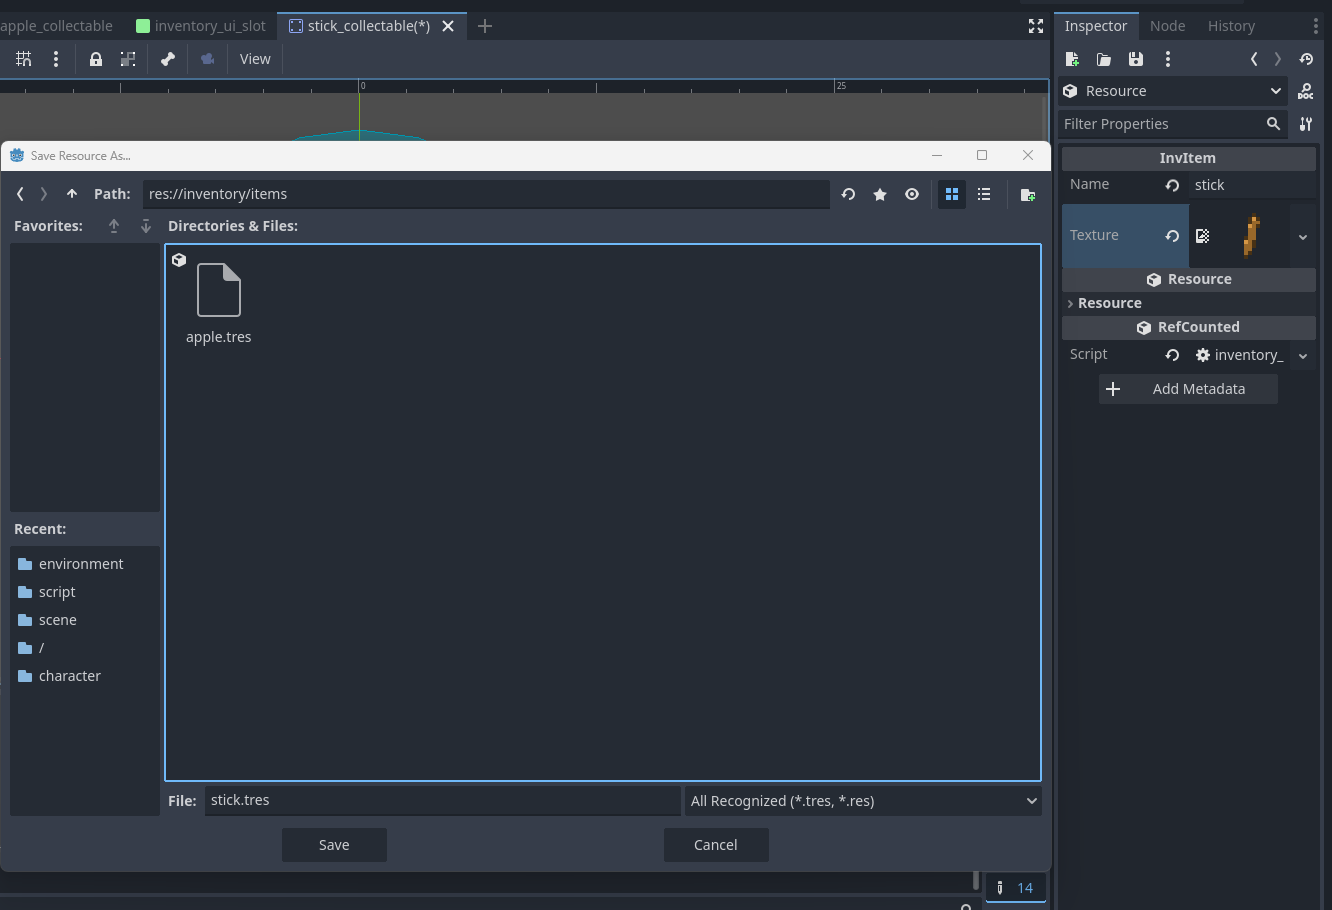 apple_collectable
inventory_ui_slot
stick_collectable(*)
View
0
25
Save Resource As...
Path:
res://inventory/items
Favorites:
Directories & Files:
apple.tres
Recent:
environment
script
scene
/
character
File:
stick.tres
All Recognized (*.tres, *.res)
Save
Cancel
14
Inspector
Node
History
Resource
DOC
Filter Properties
InvItem
Name
stick
Texture
Resource
Resource
RefCounted
Script
inventory_
Add Metadata